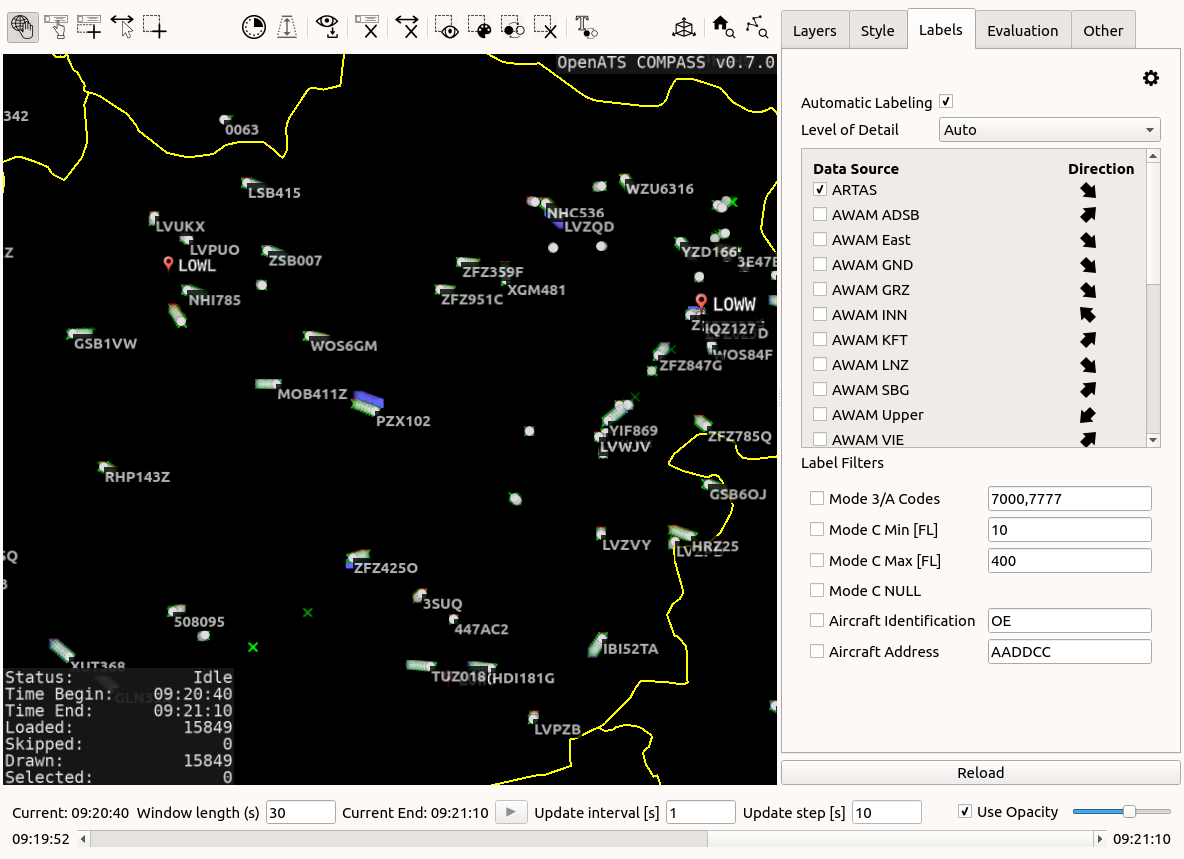 Layers Style Labels Evaluation Other
OpenATS COMPASS v0.7.0
Automatic Labeling
Level of Detail Auto
Data Source Direction
ARTAS
AWAM ADSB
AWAM East
AWAM GND
AWAM GRZ
AWAM INN
AWAM KFT
AWAM LNZ
AWAM SBG
AWAM Upper
AWAM VIE
Label Filters
Mode 3/A Codes 7000,7777
Mode C Min [FL] 10
Mode C Max [FL] 400
Mode C NULL
Aircraft Identification OE
Aircraft Address AADDCC
Reload
342
0063
LSB415
WZU6316
NHC536
LVUKX
LVZQD
LVPUO
YZD166
Z
ZSB007
LOWL
3E47
ZFZ359F
XGM481
NHI785
ZFZ951C
LOWW
IQZ127
GSB1VW
WOS6GM
WOS84F
ZFZ847G
MOB411Z
PZX102
YIF869
ZFZ785Q
LVWJV
RHP143Z
GSB6OJ
LVZVY
HRZ25
SQ
ZFZ425O
3SUQ
508095
447AC2
IBI52TA
XUT368
TUZ018
HDI181G
LVPZB
Status: Idle
Time Begin: 09:20:40
Time End: 09:21:10
Loaded: 15849
Skipped: 0
Drawn: 15849
Selected: 0
Current: 09:20:40 Window length (s) 30 Current End: 09:21:10 Update interval [s] 1 Update step [s] 10 Use Opacity
09:19:52 09:21:10